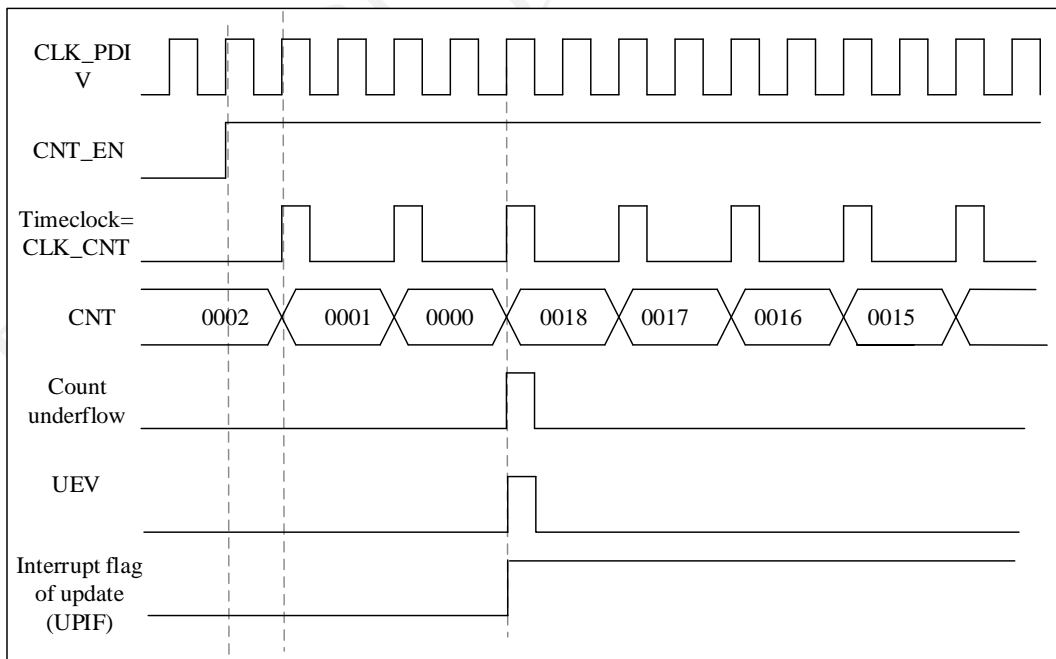 CLK_PDI
V
CNT_EN
Timeclock=
CLK_CNT
CNT
0002
0001
0000
0018
0017
0016
0015
Count
underflow
UEV
Interrupt flag
of update
(UPIF)